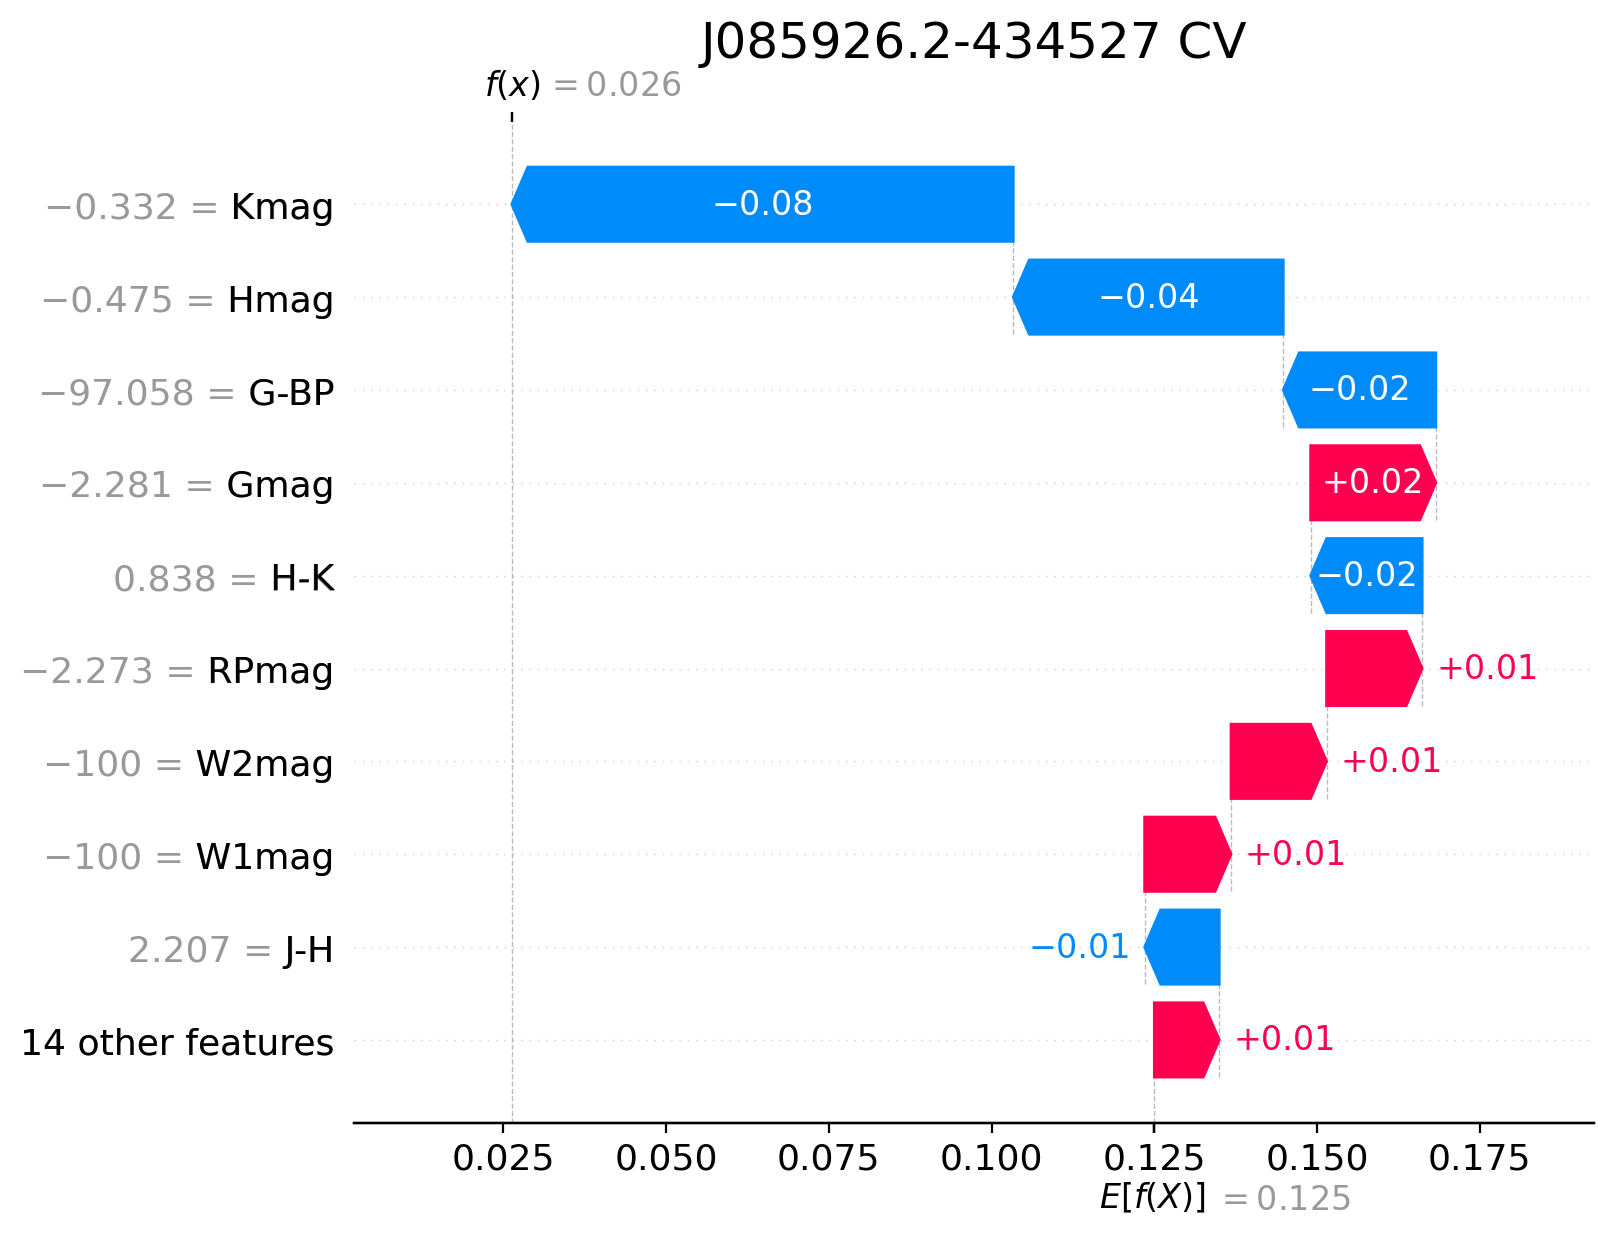 J085926.2-434527 CV
f(x) = 0.026
−0.332 = Kmag −0.08
−0.475 = Hmag −0.04
−97.058 = G-BP −0.02
−2.281 = Gmag +0.02
0.838 = H-K −0.02
−2.273 = RPmag +0.01
−100 = W2mag +0.01
−100 = W1mag +0.01
2.207 = J-H −0.01
14 other features +0.01
0.025 0.050 0.075 0.100 0.125 0.150 0.175
E[f(X)] = 0.125